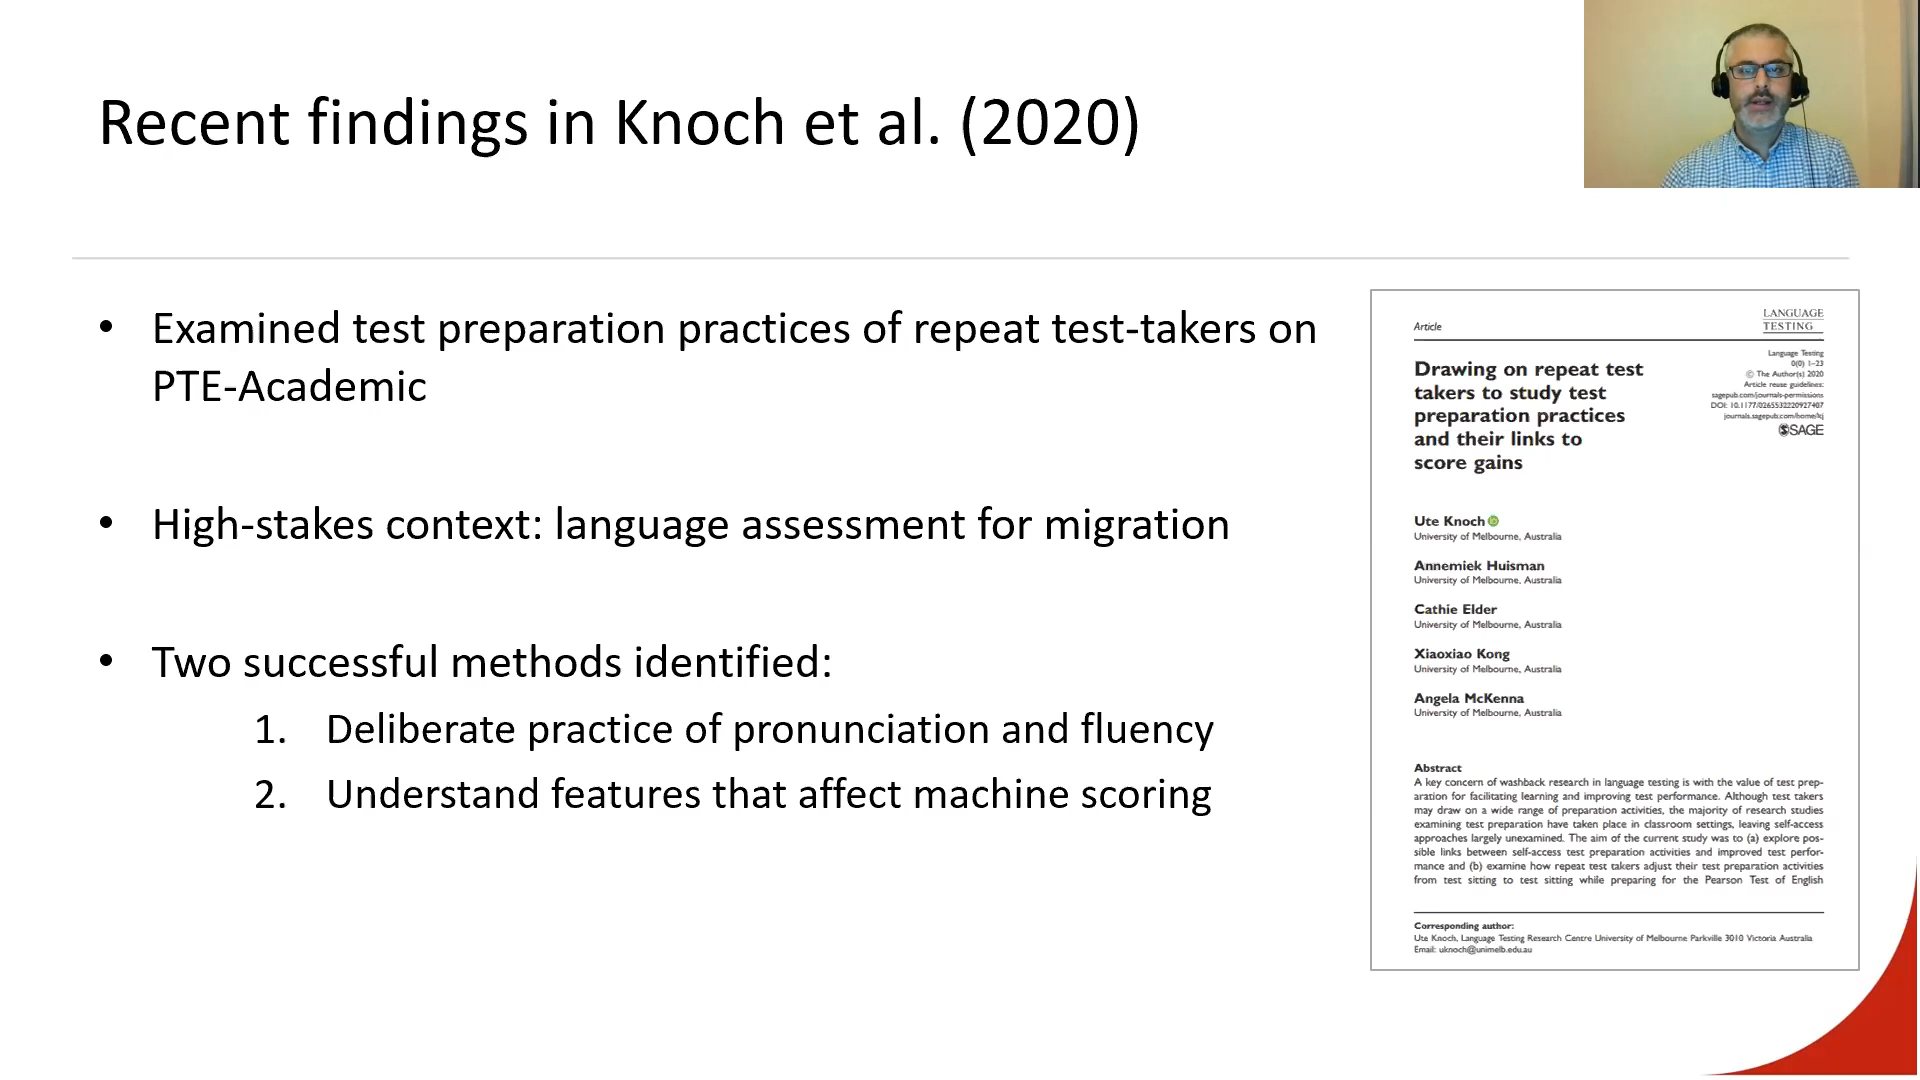 Recent findings in Knoch et al. (2020)
• Examined test preparation practices of repeat test-takers on
PTE-Academic
• High-stakes context: language assessment for migration
• Two successful methods identified:
1. Deliberate practice of pronunciation and fluency
2. Understand features that affect machine scoring
Article
LANGUAGE
TESTING
Drawing on repeat test
takers to study test
preparation practices
and their links to
score gains
Language Testing
0(0) 1–23
© The Author(s) 2020
Article reuse guidelines:
sagepub.com/journals-permissions
DOI: 10.1177/0265532220927487
journals.sagepub.com/home/ltj
SAGE
Ute Knoch
University of Melbourne, Australia
Annemiek Huisman
University of Melbourne, Australia
Cathie Elder
University of Melbourne, Australia
Xiaoxiao Kong
University of Melbourne, Australia
Angela McKenna
University of Melbourne, Australia
Abstract
A key concern of washback research in language testing is with the value of test prep-
aration for facilitating learning and improving test performance. Although test takers
may draw on a wide range of preparation activities, the majority of research studies
examining test preparation have taken place in classroom settings, leaving self-access
approaches largely unexamined. The aim of the current study was to (a) explore pos-
sible links between self-access test preparation activities and improved test perfor-
mance and (b) examine how repeat test takers adjust their test preparation activities
from test sitting to test sitting while preparing for the Pearson Test of English
Corresponding author:
Ute Knoch, Language Testing Research Centre University of Melbourne Parkville 3010 Victoria Australia
Email: uknoch@unimelb.edu.au